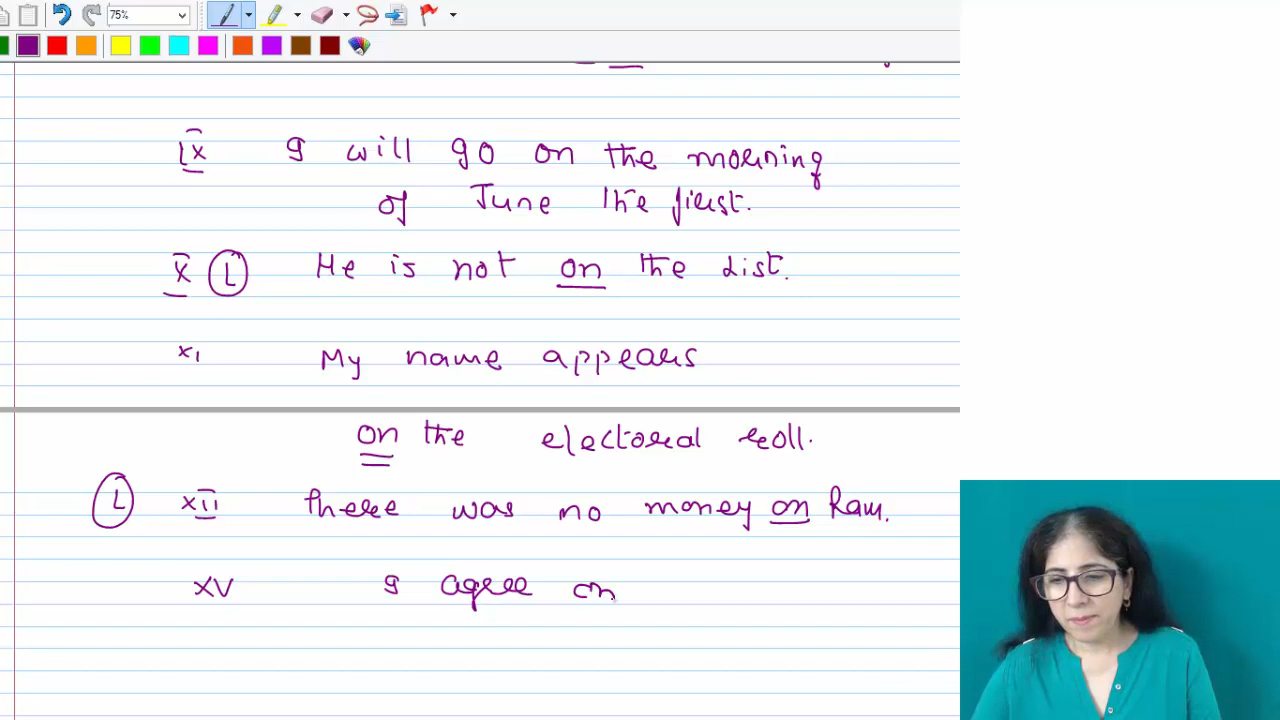 75%
IX I will go on the morning
of June the first.
X L He is not on the List.
XI My name appears
on the electoral roll.
L XII there was no money on Ram.
XV I agree on